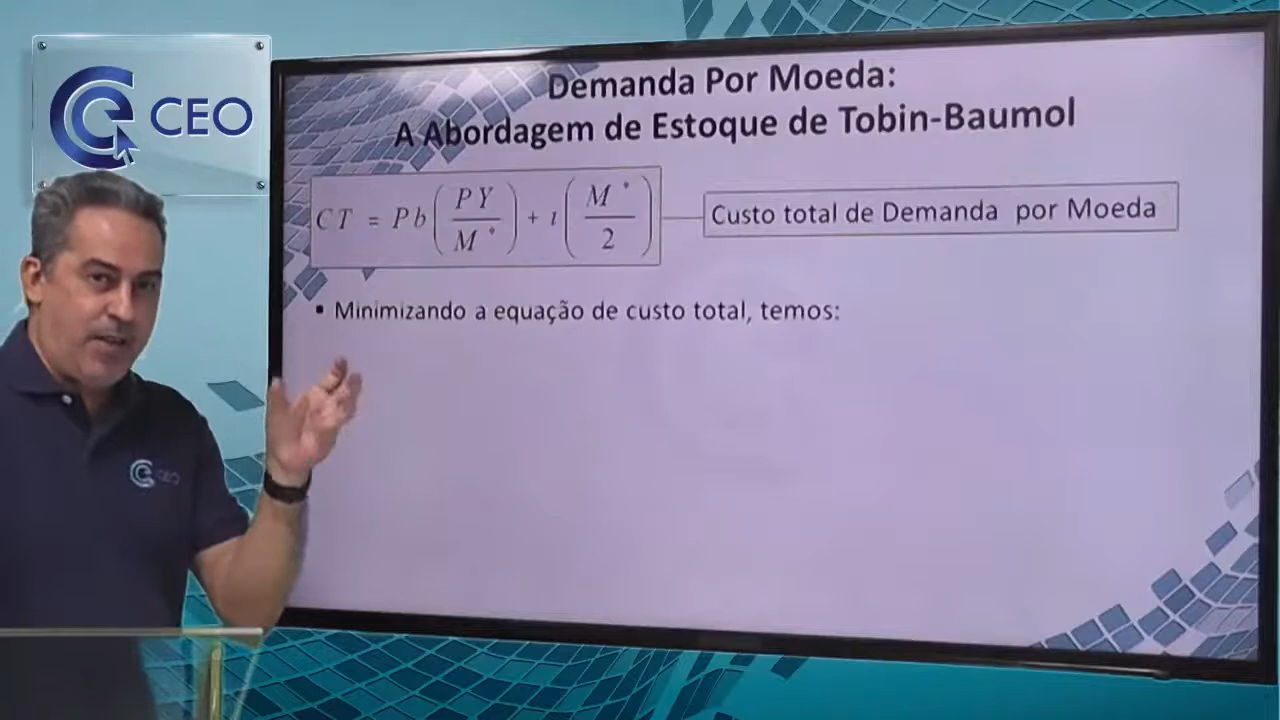 CEO
Demanda Por Moeda:
A Abordagem de Estoque de Tobin-Baumol
CT = Pb(PY/M*) + ı(M*/2)
Custo total de Demanda por Moeda
▪ Minimizando a equação de custo total, temos:
CEO